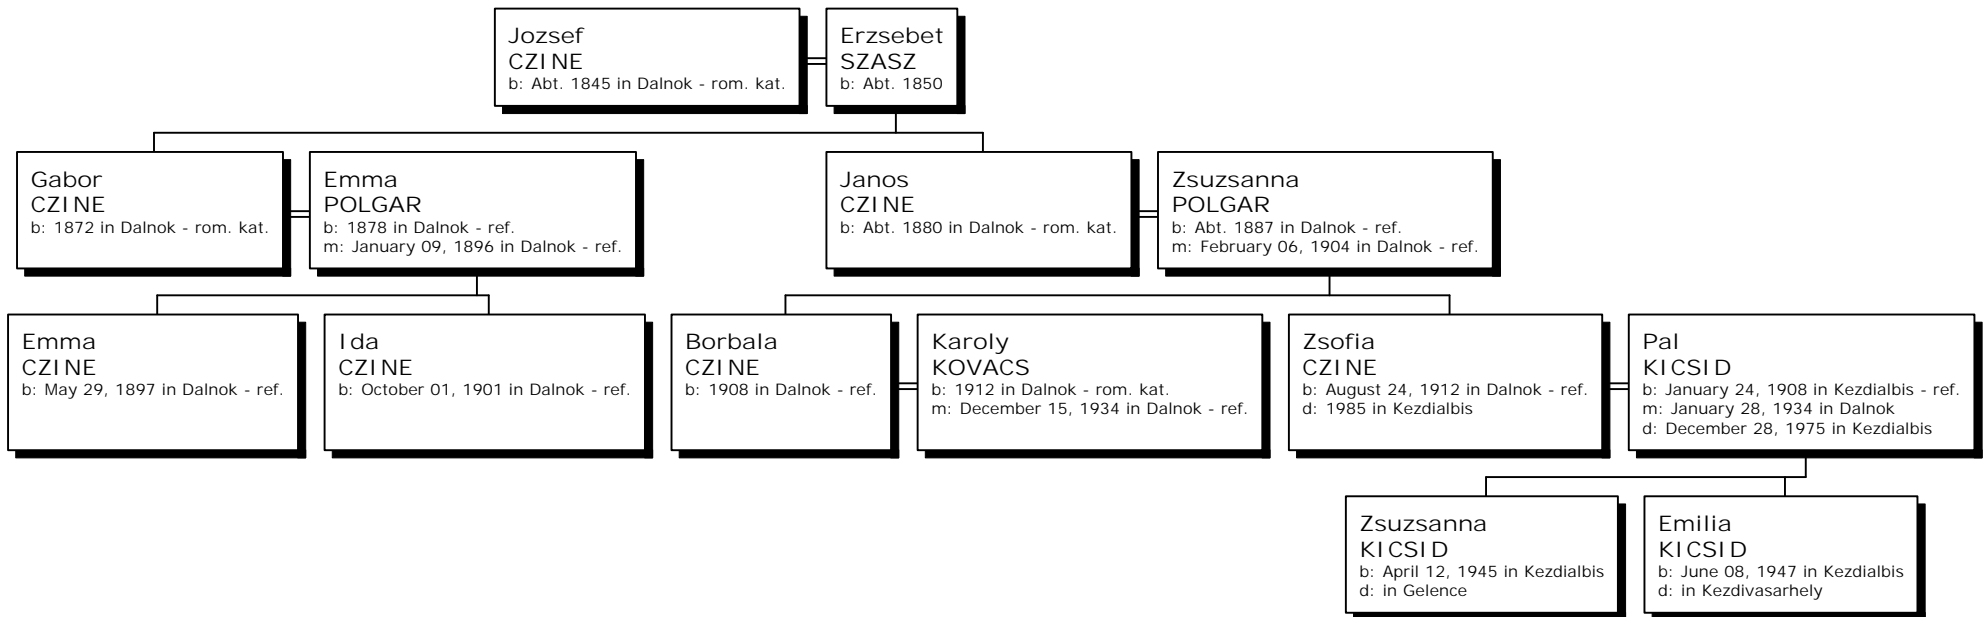 Jozsef
CZINE
b: Abt. 1845 in Dalnok - rom. kat.
Erzsebet
SZASZ
b: Abt. 1850
Gabor
CZINE
b: 1872 in Dalnok - rom. kat.
Emma
POLGAR
b: 1878 in Dalnok - ref.
m: January 09, 1896 in Dalnok - ref.
Janos
CZINE
b: Abt. 1880 in Dalnok - rom. kat.
Zsuzsanna
POLGAR
b: Abt. 1887 in Dalnok - ref.
m: February 06, 1904 in Dalnok - ref.
Emma
CZINE
b: May 29, 1897 in Dalnok - ref.
Ida
CZINE
b: October 01, 1901 in Dalnok - ref.
Borbala
CZINE
b: 1908 in Dalnok - ref.
Karoly
KOVACS
b: 1912 in Dalnok - rom. kat.
m: December 15, 1934 in Dalnok - ref.
Zsofia
CZINE
b: August 24, 1912 in Dalnok - ref.
d: 1985 in Kezdialbis
Pal
KICSID
b: January 24, 1908 in Kezdialbis - ref.
m: January 28, 1934 in Dalnok
d: December 28, 1975 in Kezdialbis
Zsuzsanna
KICSID
b: April 12, 1945 in Kezdialbis
d: in Gelence
Emilia
KICSID
b: June 08, 1947 in Kezdialbis
d: in Kezdivasarhely